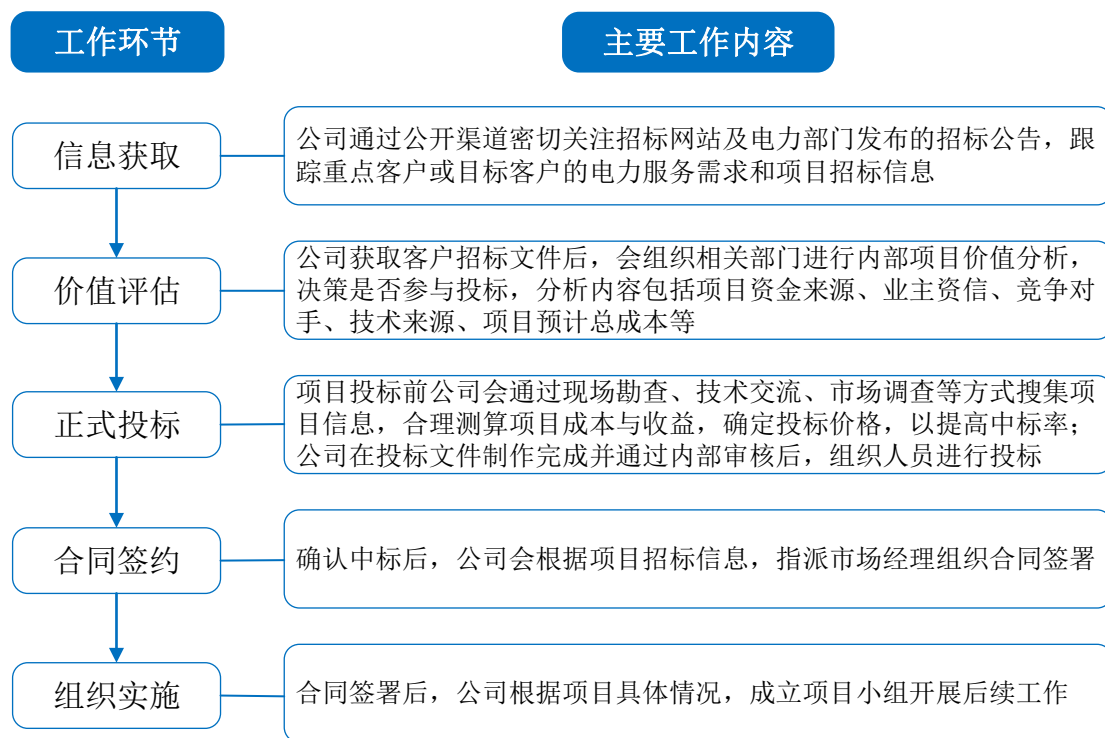 工作环节
主要工作内容
信息获取
公司通过公开渠道密切关注招标网站及电力部门发布的招标公告，跟
踪重点客户或目标客户的电力服务需求和项目招标信息
价值评估
公司获取客户招标文件后，会组织相关部门进行内部项目价值分析，
决策是否参与投标，分析内容包括项目资金来源、业主资信、竞争对
手、技术来源、项目预计总成本等
正式投标
项目投标前公司会通过现场勘查、技术交流、市场调查等方式搜集项
目信息，合理测算项目成本与收益，确定投标价格，以提高中标率；
公司在投标文件制作完成并通过内部审核后，组织人员进行投标
合同签约
确认中标后，公司会根据项目招标信息，指派市场经理组织合同签署
组织实施
合同签署后，公司根据项目具体情况，成立项目小组开展后续工作